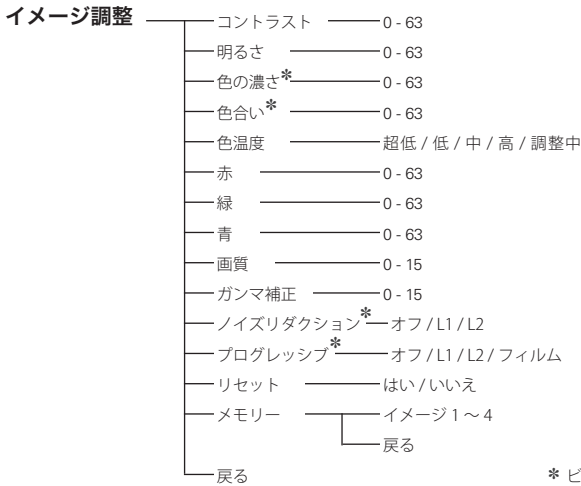 イメージ調整
コントラスト 0 - 63
明るさ 0 - 63
色の濃さ✻ 0 - 63
色合い✻ 0 - 63
色温度 超低 / 低 / 中 / 高 / 調整中
赤 0 - 63
緑 0 - 63
青 0 - 63
画質 0 - 15
ガンマ補正 0 - 15
ノイズリダクション✻ オフ / L1 / L2
プログレッシブ✻ オフ / L1 / L2 / フィルム
リセット はい / いいえ
メモリー イメージ 1 ～ 4
戻る
戻る ✻ ビ